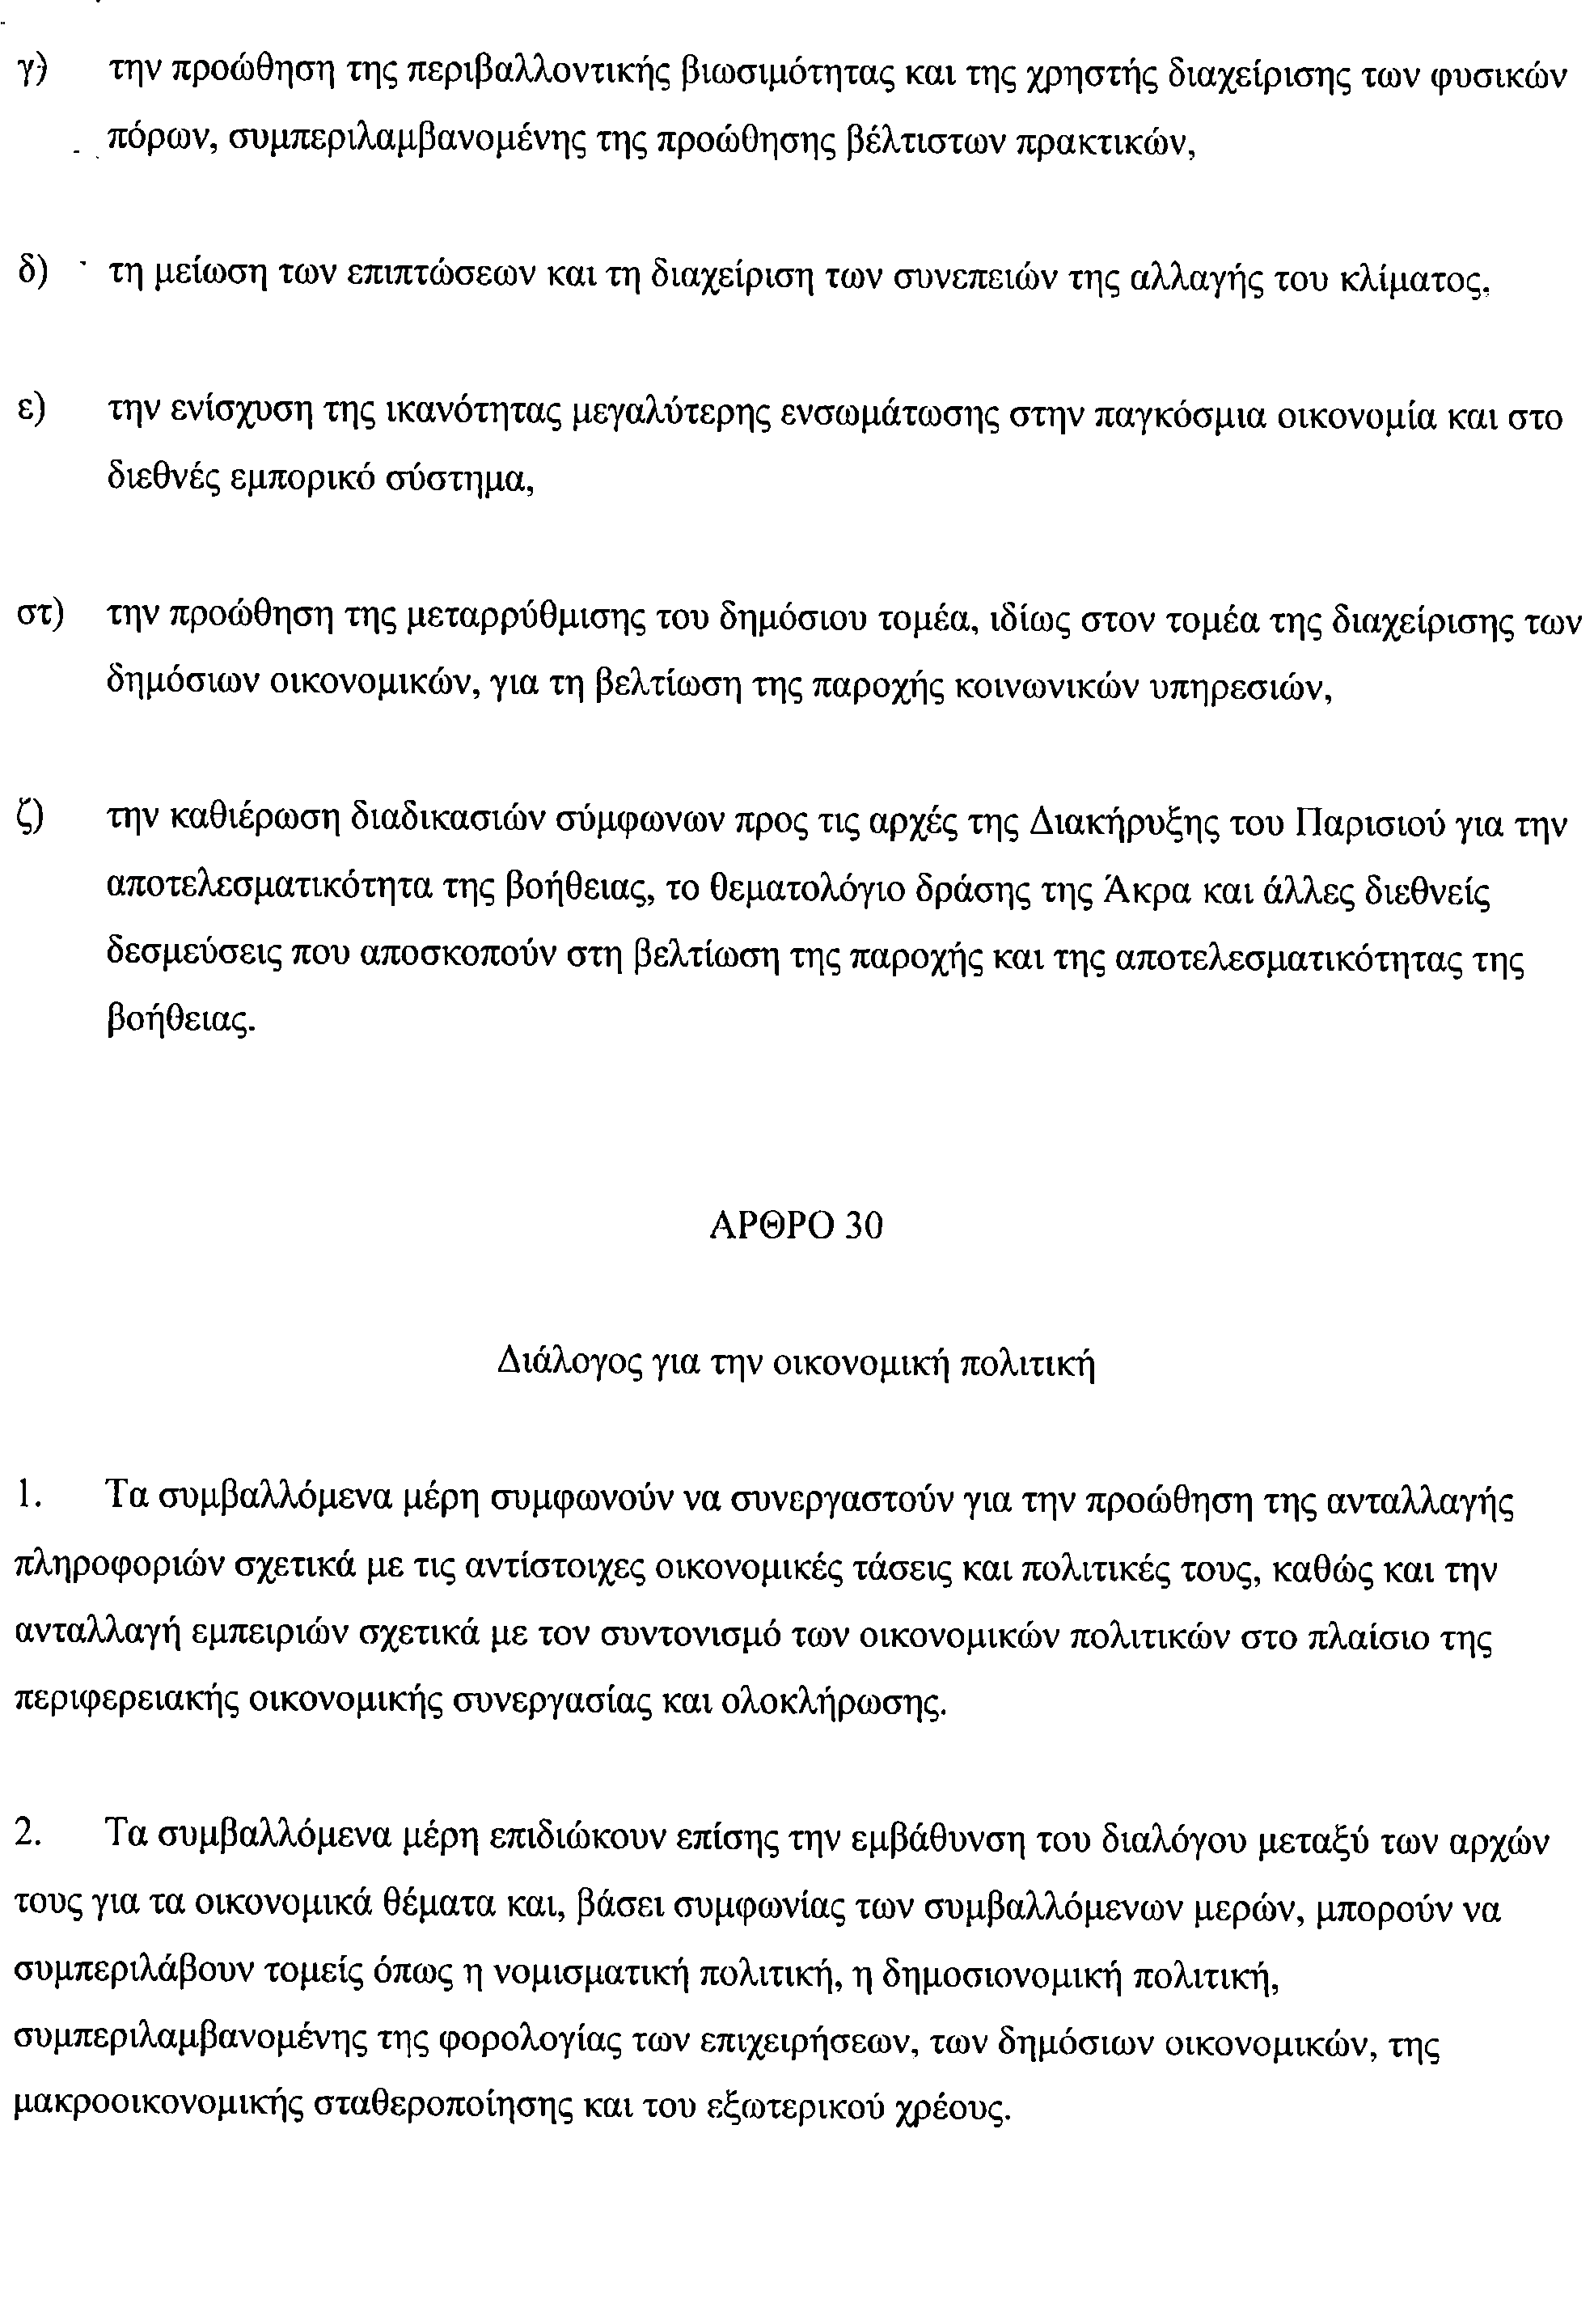 γ) την προώθηση της περιβαλλοντικής βιωσιμότητας και της χρηστής διαχείρισης των φυσικών
πόρων, συμπεριλαμβανομένης της προώθησης βέλτιστων πρακτικών,
δ) τη μείωση των επιπτώσεων και τη διαχείριση των συνεπειών της αλλαγής του κλίματος,
ε) την ενίσχυση της ικανότητας μεγαλύτερης ενσωμάτωσης στην παγκόσμια οικονομία και στο
διεθνές εμπορικό σύστημα,
στ) την προώθηση της μεταρρύθμισης του δημόσιου τομέα, ιδίως στον τομέα της διαχείρισης των
δημόσιων οικονομικών, για τη βελτίωση της παροχής κοινωνικών υπηρεσιών,
ζ) την καθιέρωση διαδικασιών σύμφωνων προς τις αρχές της Διακήρυξης του Παρισιού για την
αποτελεσματικότητα της βοήθειας, το θεματολόγιο δράσης της Άκρα και άλλες διεθνείς
δεσμεύσεις που αποσκοπούν στη βελτίωση της παροχής και της αποτελεσματικότητας της
βοήθειας.
ΑΡΘΡΟ 30
Διάλογος για την οικονομική πολιτική
1. Τα συμβαλλόμενα μέρη συμφωνούν να συνεργαστούν για την προώθηση της ανταλλαγής
πληροφοριών σχετικά με τις αντίστοιχες οικονομικές τάσεις και πολιτικές τους, καθώς και την
ανταλλαγή εμπειριών σχετικά με τον συντονισμό των οικονομικών πολιτικών στο πλαίσιο της
περιφερειακής οικονομικής συνεργασίας και ολοκλήρωσης.
2. Τα συμβαλλόμενα μέρη επιδιώκουν επίσης την εμβάθυνση του διαλόγου μεταξύ των αρχών
τους για τα οικονομικά θέματα και, βάσει συμφωνίας των συμβαλλόμενων μερών, μπορούν να
συμπεριλάβουν τομείς όπως η νομισματική πολιτική, η δημοσιονομική πολιτική,
συμπεριλαμβανομένης της φορολογίας των επιχειρήσεων, των δημόσιων οικονομικών, της
μακροοικονομικής σταθεροποίησης και του εξωτερικού χρέους.